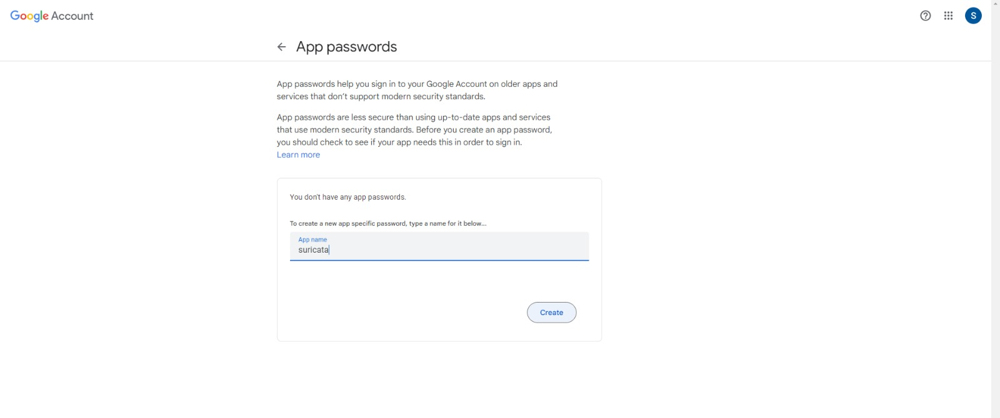 Google Account
S
App passwords
App passwords help you sign in to your Google Account on older apps and
services that don’t support modern security standards.
App passwords are less secure than using up-to-date apps and services
that use modern security standards. Before you create an app password,
you should check to see if your app needs this in order to sign in.
Learn more
You don't have any app passwords.
To create a new app specific password, type a name for it below...
App name
suricata
Create